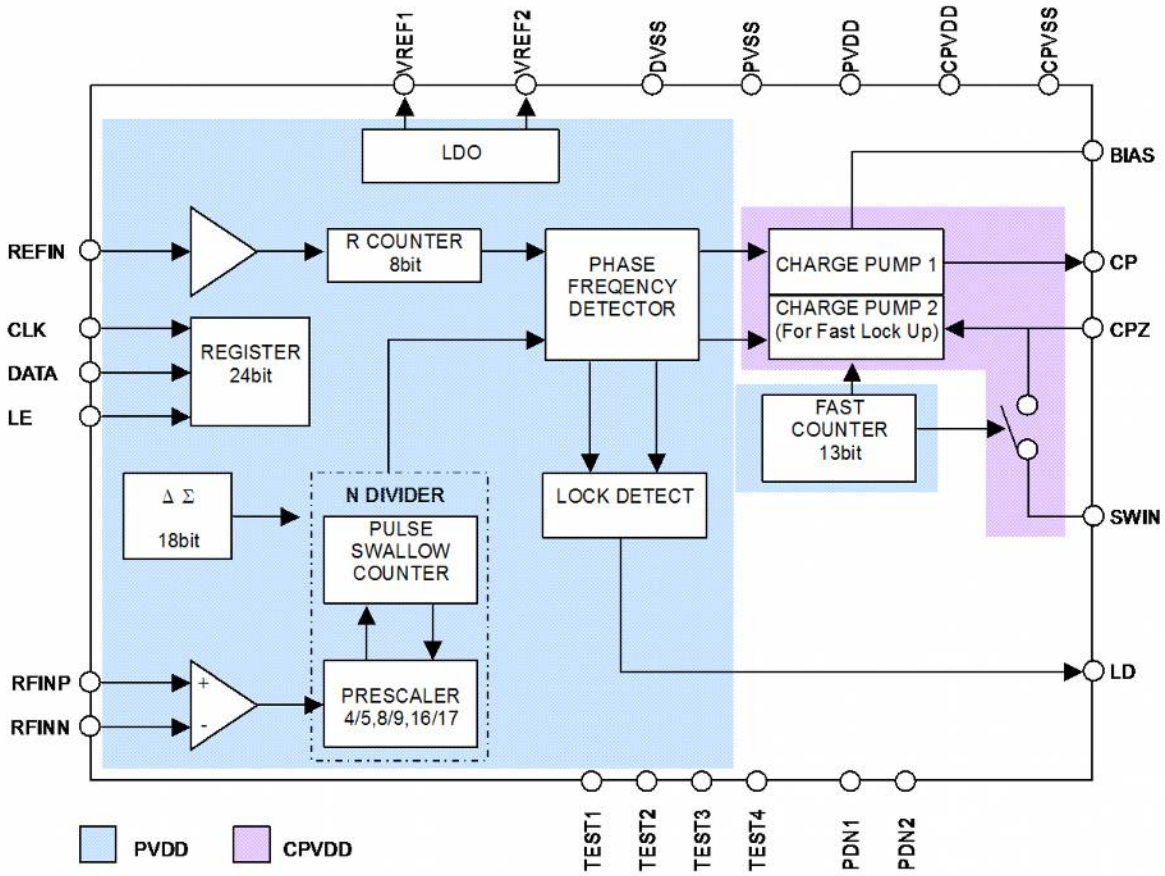 VREF1
VREF2
DVSS
PVSS
PVDD
CPVDD
CPVSS
LDO
BIAS
REFIN
R COUNTER
8bit
PHASE
FREQENCY
DETECTOR
CHARGE PUMP 1
CP
CHARGE PUMP 2
(For Fast Lock Up)
CPZ
CLK
DATA
LE
REGISTER
24bit
FAST
COUNTER
13bit
Δ Σ
18bit
N DIVIDER
PULSE
SWALLOW
COUNTER
LOCK DETECT
SWIN
RFINP
RFINN
+
-
PRESCALER
4/5,8/9,16/17
LD
TEST1
TEST2
TEST3
TEST4
PDN1
PDN2
PVDD
CPVDD